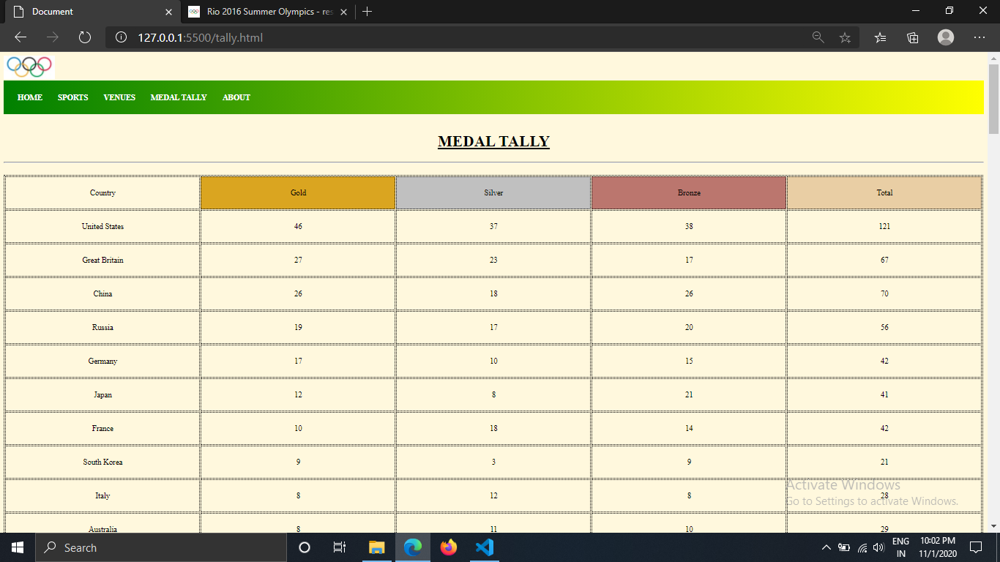 Document
Rio 2016 Summer Olympics - res
127.0.0.1:5500/tally.html
HOME SPORTS VENUES MEDAL TALLY ABOUT
MEDAL TALLY
Country Gold Silver Bronze Total
United States 46 37 38 121
Great Britain 27 23 17 67
China 26 18 26 70
Russia 19 17 20 56
Germany 17 10 15 42
Japan 12 8 21 41
France 10 18 14 42
South Korea 9 3 9 21
Italy 8 12 8 28
Australia 8 11 10 29
Activate Windows
Go to Settings to activate Windows.
Search
ENG
IN
10:02 PM
11/1/2020